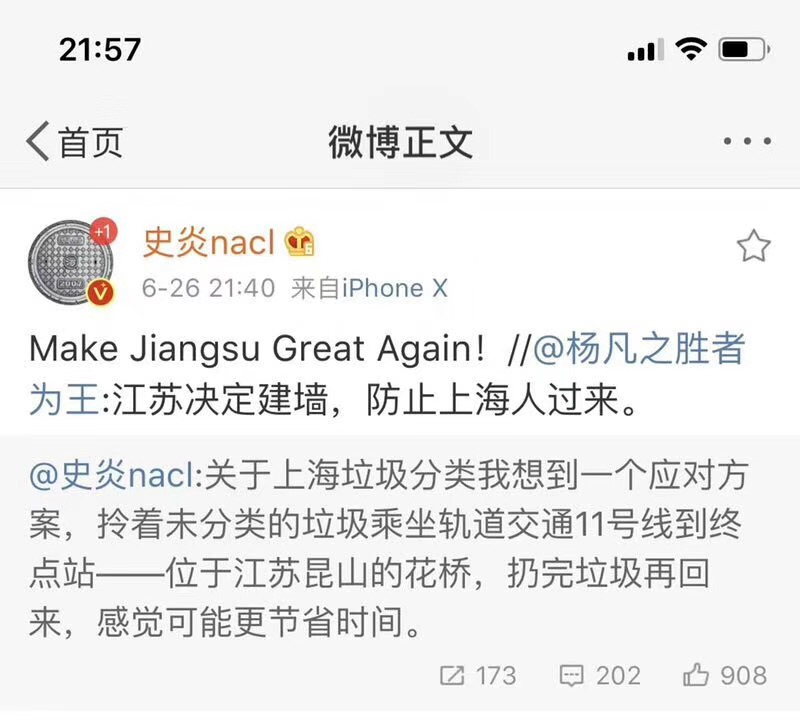 21:57
首页
微博正文
+1
史炎nacl
6-26 21:40 来自iPhone X
Make Jiangsu Great Again！//@杨凡之胜者
为王:江苏决定建墙，防止上海人过来。
@史炎nacl:关于上海垃圾分类我想到一个应对方
案，拎着未分类的垃圾乘坐轨道交通11号线到终
点站——位于江苏昆山的花桥，扔完垃圾再回
来，感觉可能更节省时间。
173 202 908